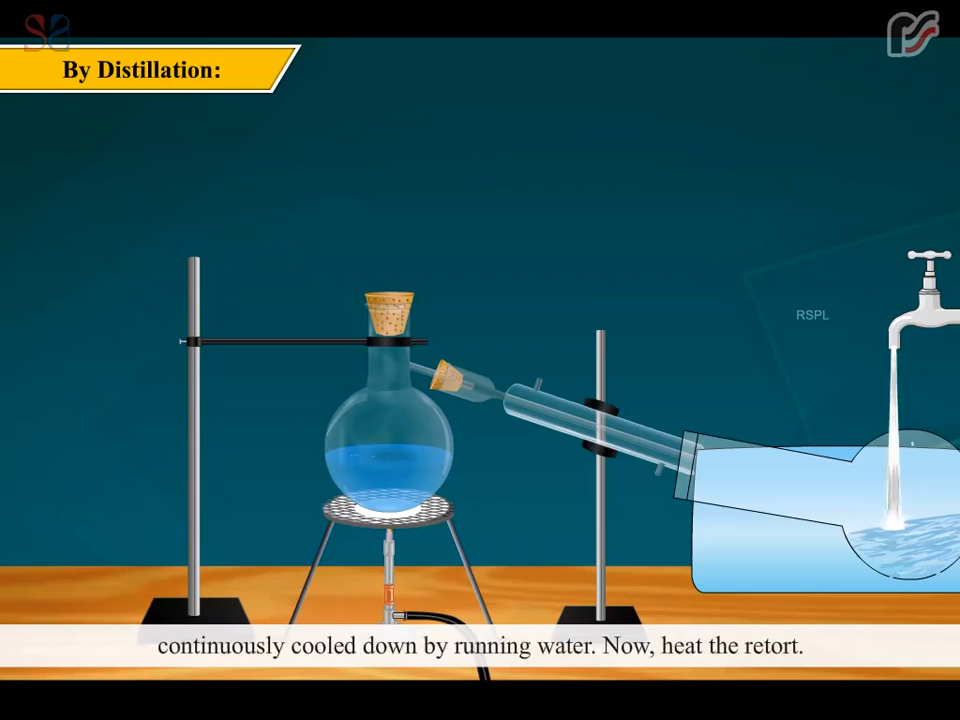 By Distillation:
RSPL
continuously cooled down by running water. Now, heat the retort.